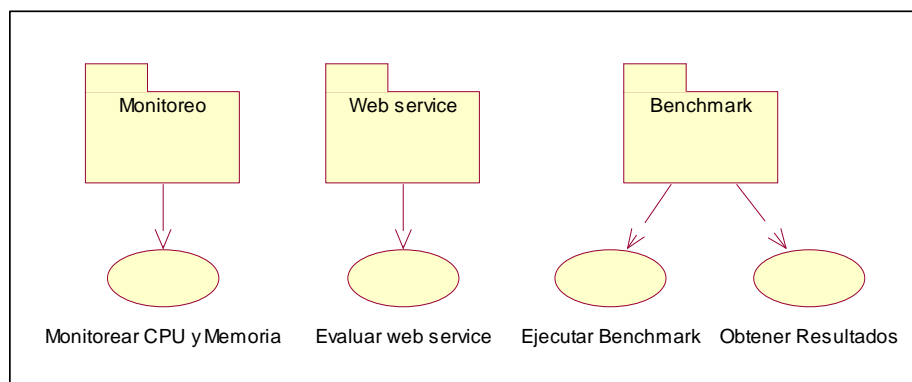 Monitoreo
Web service
Benchmark
Monitorear CPU y Memoria
Evaluar web service
Ejecutar Benchmark
Obtener Resultados